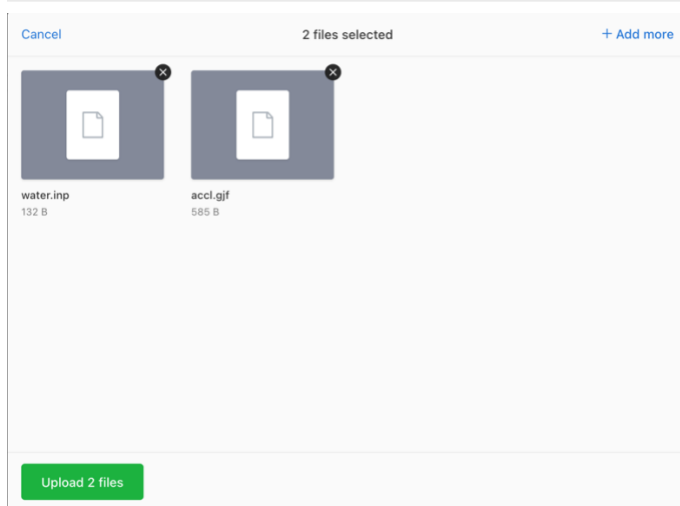 Cancel
2 files selected
+ Add more
water.inp
132 B
accl.gjf
585 B
Upload 2 files